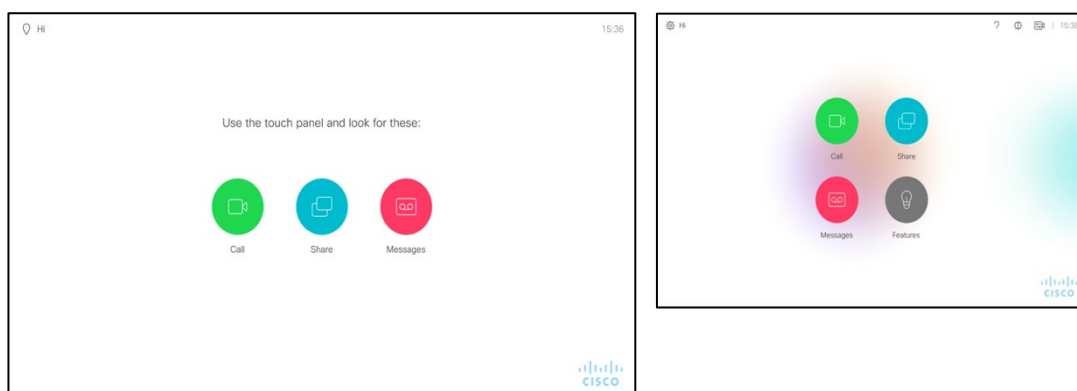 Hi
15:36
Use the touch panel and look for these:
Call
Share
Messages
CISCO
Hi
?
15:36
Call
Share
Messages
Features
CISCO